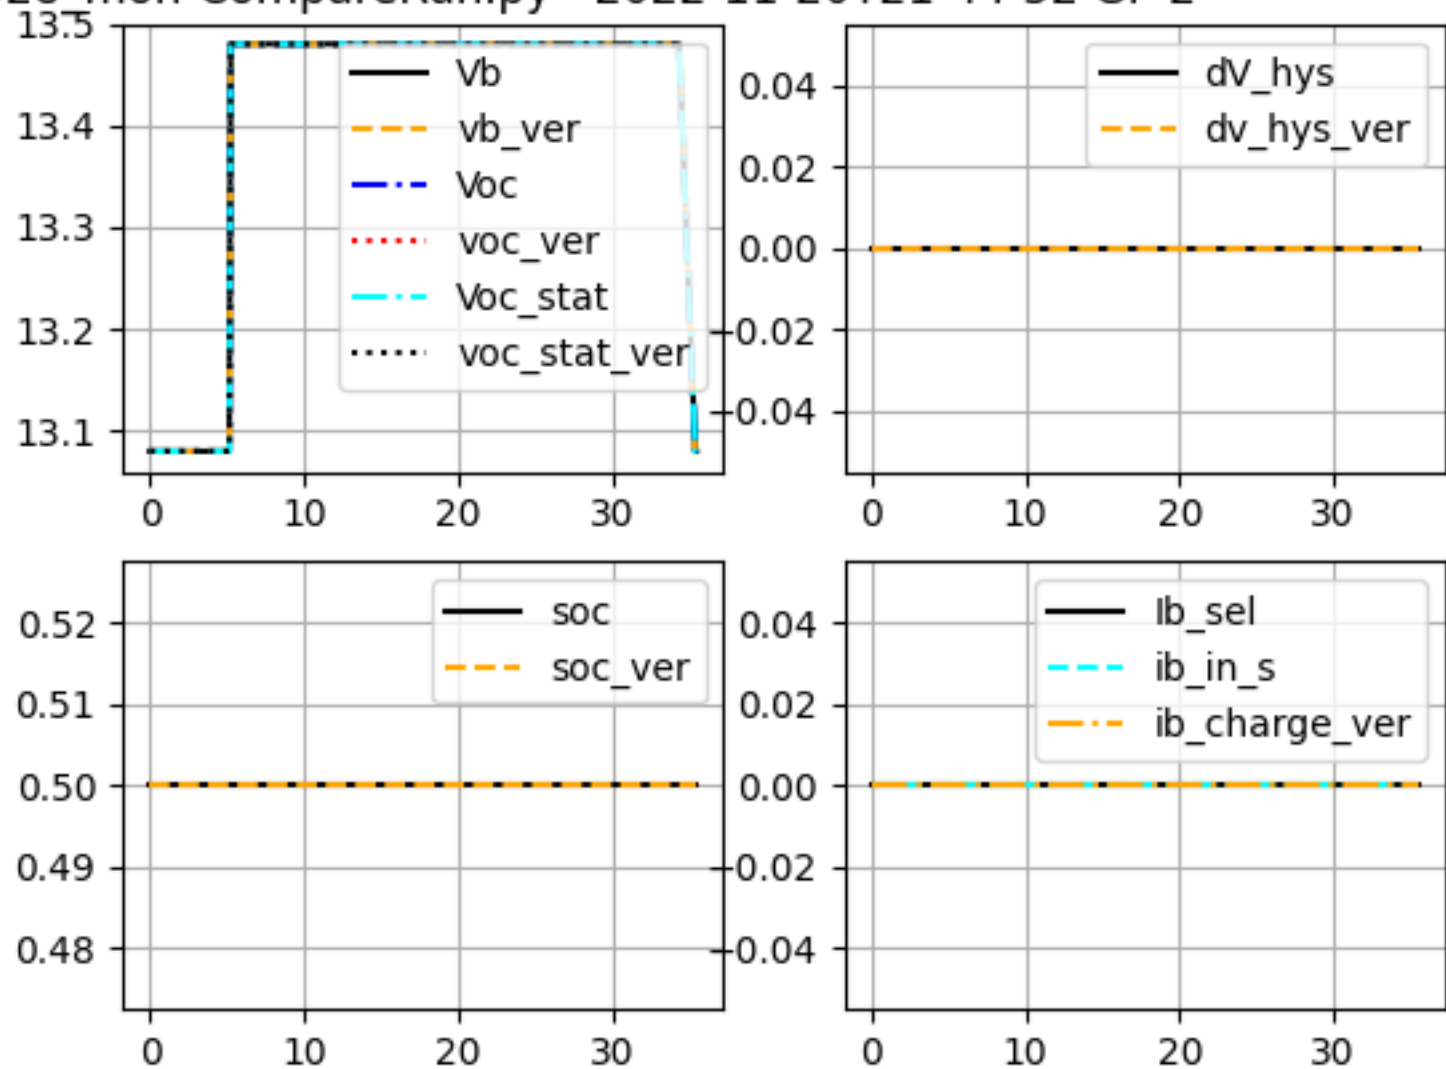 13.5
13.4
13.3
13.2
13.1
0
10
20
30
Vb
vb_ver
Voc
voc_ver
Voc_stat
voc_stat_ver
0.04
0.02
0.00
−0.02
−0.04
0
10
20
30
dV_hys
dv_hys_ver
0.52
0.51
0.50
0.49
0.48
0
10
20
30
soc
soc_ver
0.04
0.02
0.00
−0.02
−0.04
0
10
20
30
Ib_sel
ib_in_s
ib_charge_ver